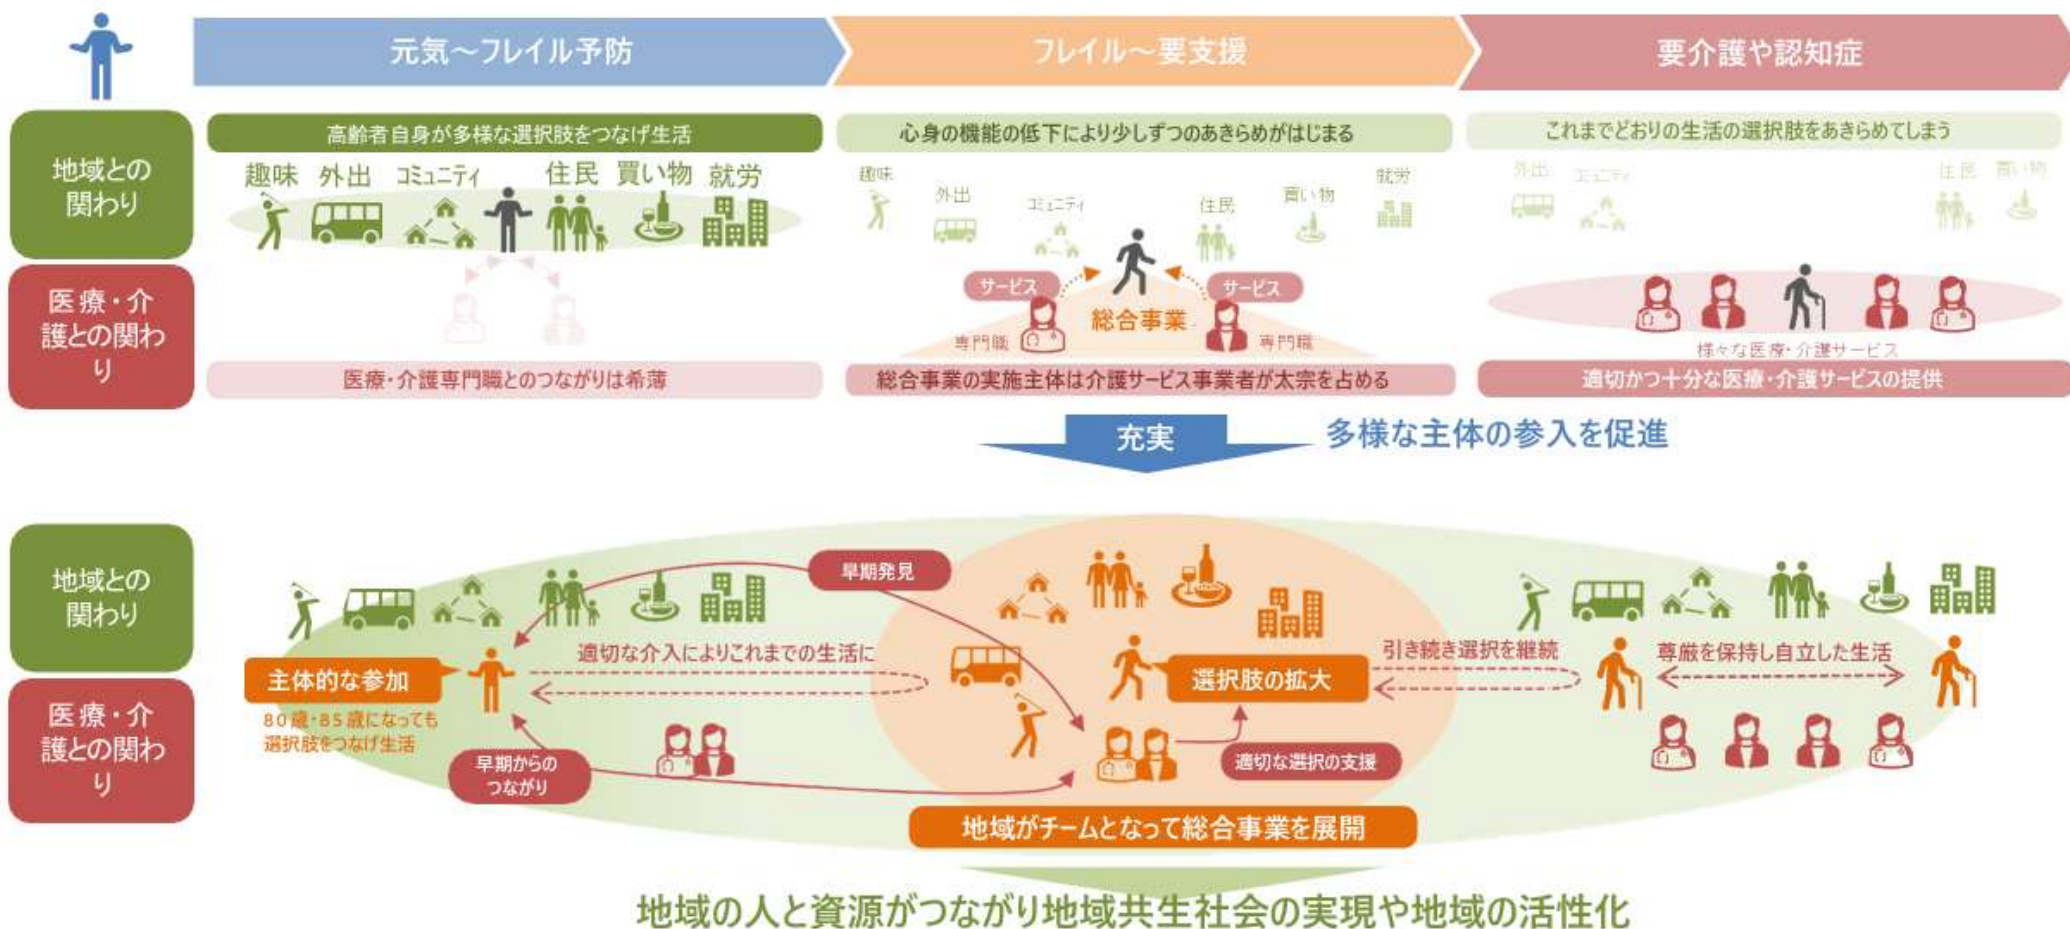 元気～フレイル予防
フレイル～要支援
要介護や認知症
地域との
関わり
高齢者自身が多様な選択肢をつなげ生活
趣味 外出 コミュニティ 住民 買い物 就労
心身の機能の低下により少しずつのあきらめがはじまる
趣味
外出
コミュニティ
住民
買い物
就労
これまでどおりの生活の選択肢をあきらめてしまう
外出
コミュニティ
住民
買い物
医療・介
護との関わ
り
医療・介護専門職とのつながりは希薄
サービス
サービス
総合事業
専門職
専門職
総合事業の実施主体は介護サービス事業者が太宗を占める
様々な医療・介護サービス
適切かつ十分な医療・介護サービスの提供
充実
多様な主体の参入を促進
地域との
関わり
早期発見
適切な介入によりこれまでの生活に
引き続き選択を継続
尊厳を保持し自立した生活
主体的な参加
選択肢の拡大
80歳・85歳になっても
選択肢をつなげ生活
医療・介
護との関わ
り
早期からの
つながり
適切な選択の支援
地域がチームとなって総合事業を展開
地域の人と資源がつながり地域共生社会の実現や地域の活性化